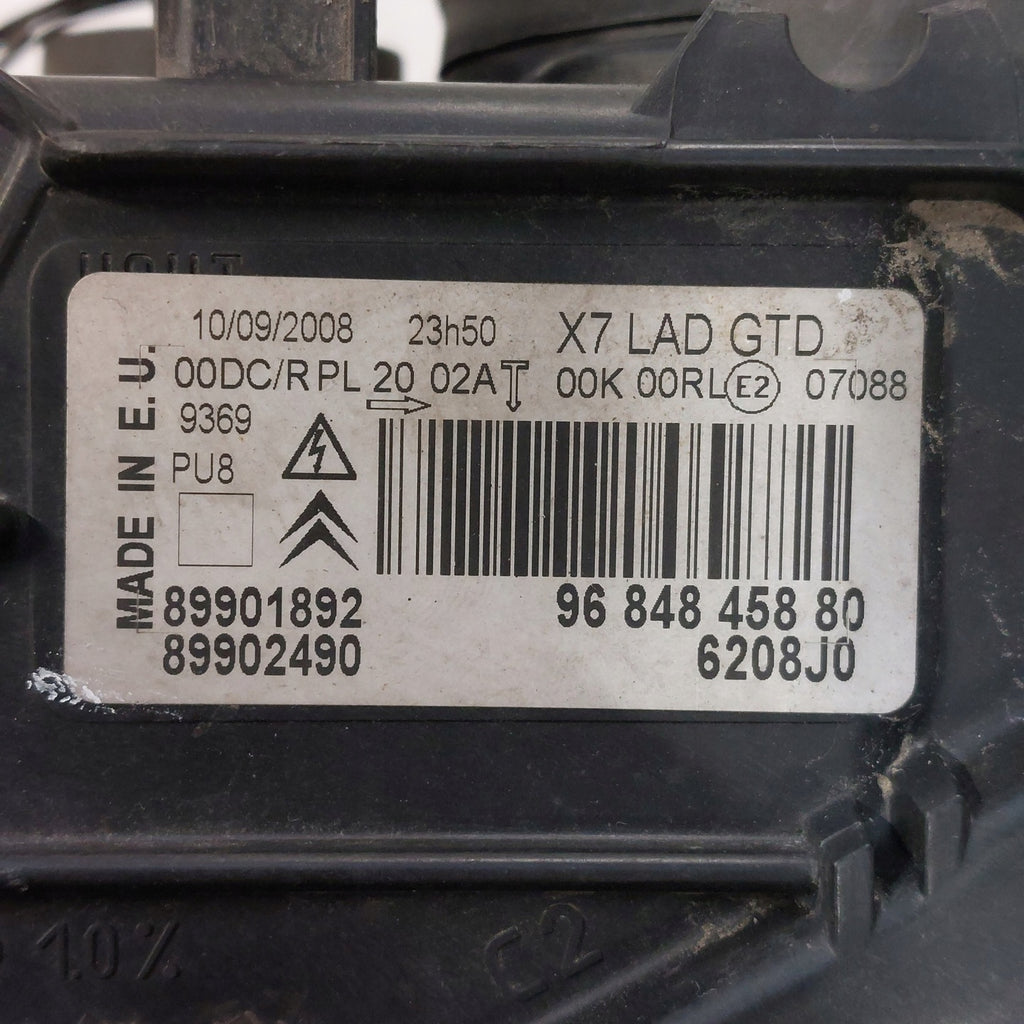 10/09/2008 23h50 X7 LAD GTD
00DC/R PL 20 02A 00K 00RL E2 07088
9369
PU8
MADE IN E.U.
89901892 96 848 458 80
89902490 6208J0
1.0%
C2